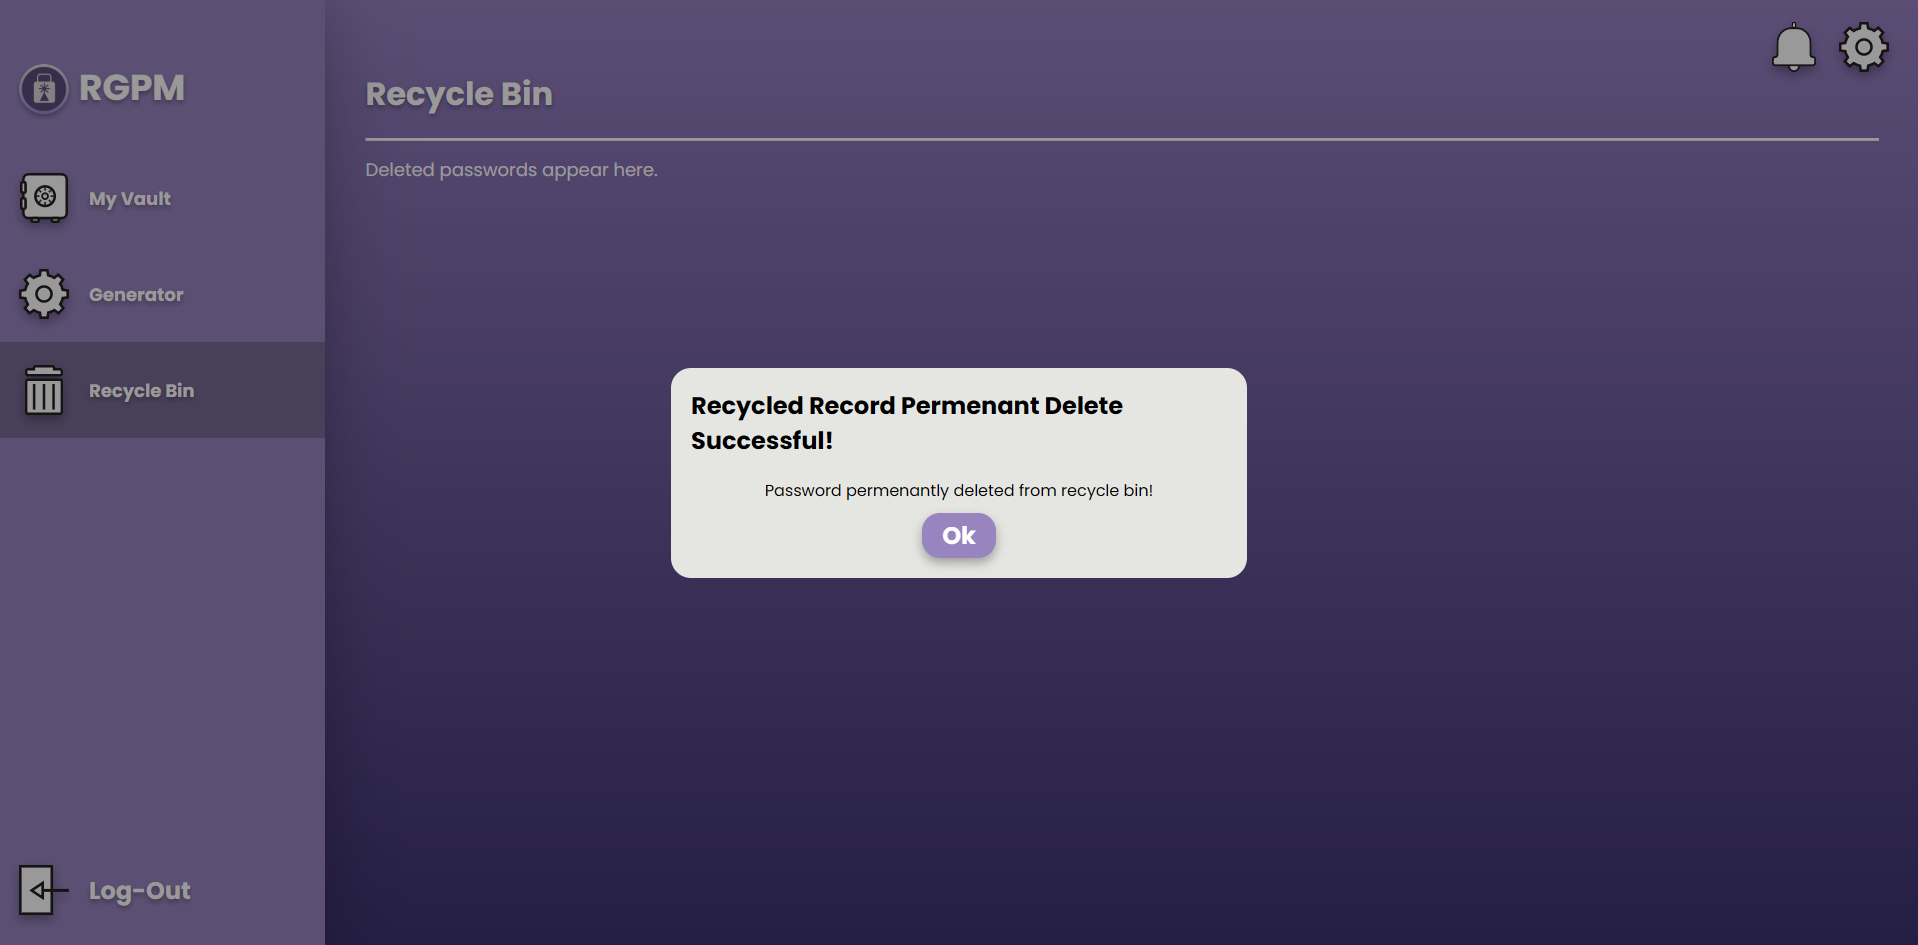 RGPM
My Vault
Generator
Recycle Bin
Log-Out
Recycle Bin
Deleted passwords appear here.
Recycled Record Permenant Delete
Successful!
Password permenantly deleted from recycle bin!
Ok